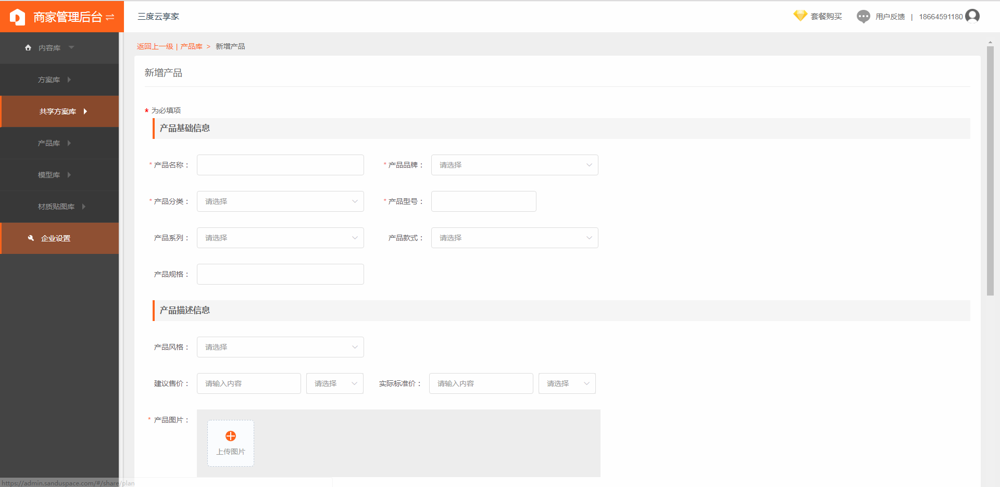 商家管理后台
三度云享家
套餐购买
用户反馈 | 18664591180
内容库
方案库
共享方案库
产品库
模型库
材质贴图库
企业设置
返回上一级 | 产品库 > 新增产品
新增产品
* 为必填项
产品基础信息
* 产品名称：
* 产品品牌： 请选择
* 产品分类： 请选择
* 产品型号：
产品系列： 请选择
产品款式： 请选择
产品规格：
产品描述信息
产品风格： 请选择
建议售价： 请输入内容 请选择
实际标准价： 请输入内容 请选择
* 产品图片：
上传图片
https://admin.sanduspace.com/#/share/plan